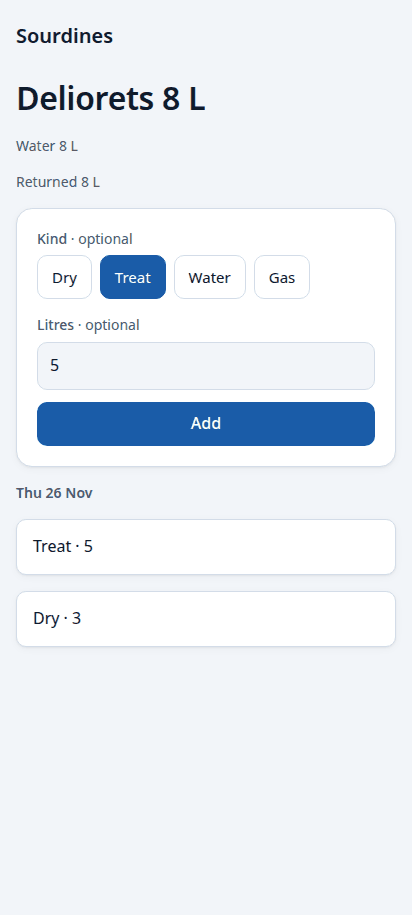 Sourdines
Deliorets 8 L
Water 8 L
Returned 8 L
Kind · optional
Dry
Treat
Water
Gas
Litres · optional
5
Add
Thu 26 Nov
Treat · 5
Dry · 3